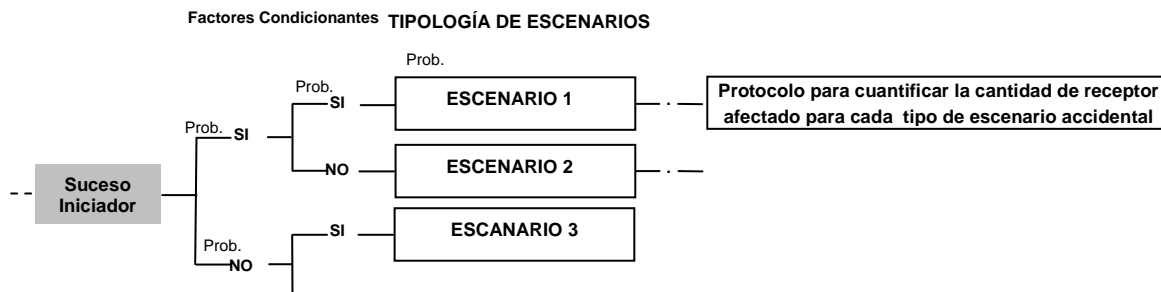 Factores Condicionantes TIPOLOGÍA DE ESCENARIOS
Prob.
Prob.
SI
ESCENARIO 1
Protocolo para cuantificar la cantidad de receptor
afectado para cada tipo de escenario accidental
Prob.
SI
NO
ESCENARIO 2
Suceso
Iniciador
SI
ESCANARIO 3
Prob.
NO